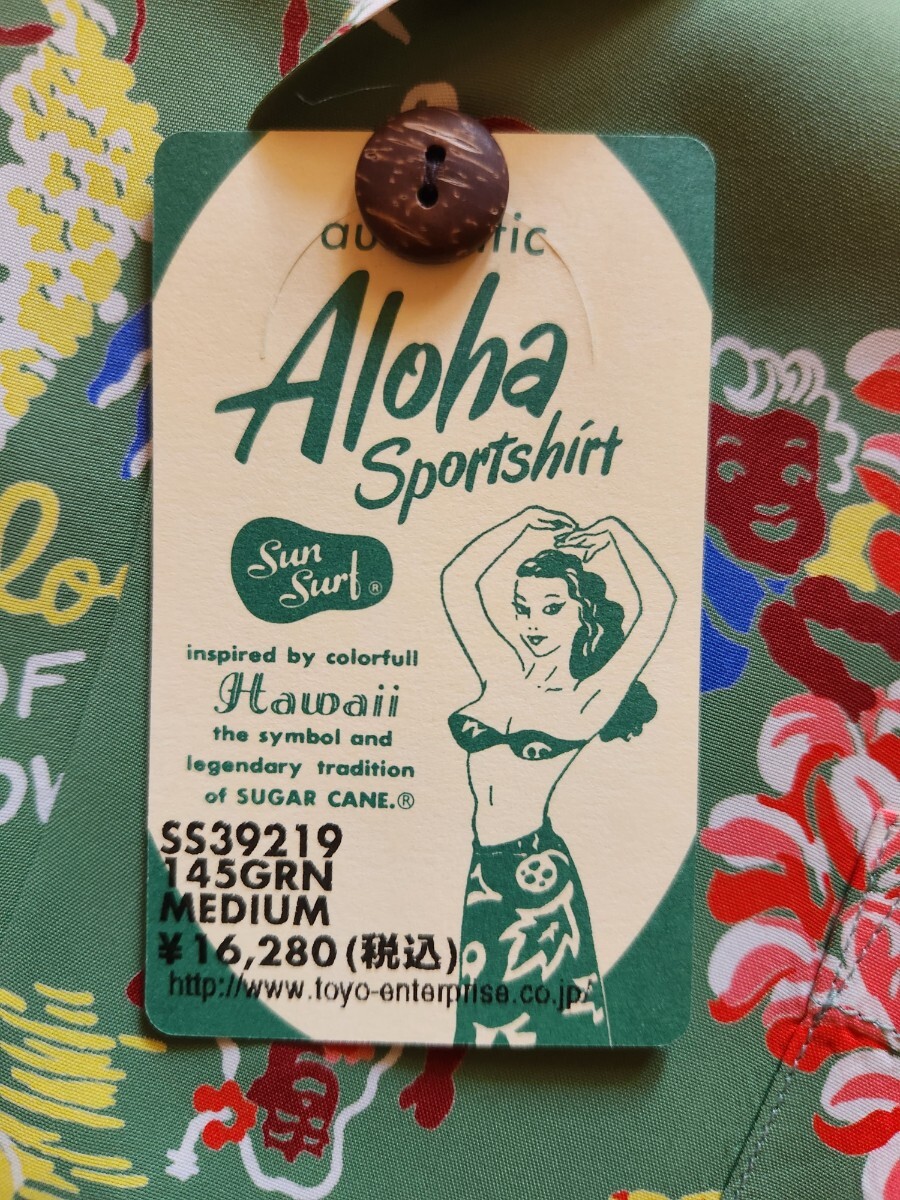 Aloha
Sportshirt
Sun
Surf®
inspired by colorfull
Hawaii
the symbol and
legendary tradition
of SUGAR CANE.®
SS39219
145GRN
MEDIUM
¥16,280(税込)
http://www.toyo-enterprise.co.jp/
OF